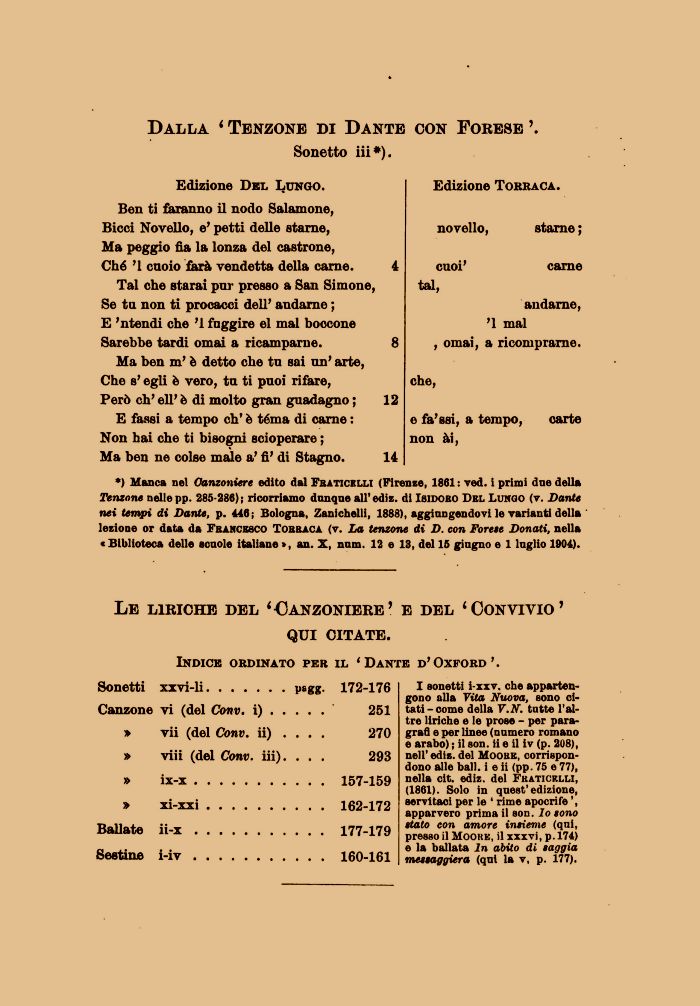 DALLA ‘TENZONE DI DANTE CON FORESE’.
Sonetto iii*).
Edizione DEL LUNGO.
Ben ti faranno il nodo Salamone,
Bicci Novello, e' petti delle starne,
Ma peggio fia la lonza del castrone,
Ché 'l cuoio farà vendetta della carne. 4
Tal che starai pur presso a San Simone,
Se tu non ti procacci dell' andarne;
E 'ntendi che 'l fuggire el mal boccone
Sarebbe tardi omai a ricamparne. 8
Ma ben m' è detto che tu sai un' arte,
Che s' egli è vero, tu ti puoi rifare,
Però ch' ell' è di molto gran guadagno; 12
E fassi a tempo ch' è téma di carne:
Non hai che ti bisogni scioperare;
Ma ben ne colse male a' fi' di Stagno. 14
Edizione TORRACA.
novello, starne;
cuoi' carne
tal,
andarne,
'l mal
, omai, a ricomprarne.
che,
e fa'ssi, a tempo, carte
non ài,
*) Manca nel Canzoniere edito dal FRATICELLI (Firenze, 1861: ved. i primi due della
Tenzone nelle pp. 285-286); ricorriamo dunque all' ediz. di ISIDORO DEL LUNGO (v. Dante
nei tempi di Dante, p. 446; Bologna, Zanichelli, 1888), aggiungendovi le varianti della
lezione or data da FRANCESCO TORRACA (v. La tenzone di D. con Forese Donati, nella
«Biblioteca delle scuole italiane», an. X, num. 12 e 13, del 15 giugno e 1 luglio 1904).
LE LIRICHE DEL ‘CANZONIERE’ E DEL ‘CONVIVIO’
QUI CITATE.
INDICE ORDINATO PER IL ‘DANTE D'OXFORD’.
Sonetti xxvi-li. . . . . . . pagg. 172-176
Canzone vi (del Conv. i) . . . . . 251
» vii (del Conv. ii) . . . . 270
» viii (del Conv. iii). . . . 293
» ix-x . . . . . . . . . . . 157-159
» xi-xxi . . . . . . . . . . 162-172
Ballate ii-x . . . . . . . . . . . 177-179
Sestine i-iv . . . . . . . . . . . 160-161
I sonetti i-xxv. che apparten-
gono alla Vita Nuova, sono ci-
tati – come della V.N. tutte l'al-
tre liriche e le prose – per para-
grafi e per linee (numero romano
e arabo); il son. ii e il iv (p. 208),
nell' ediz. del MOORE, corrispon-
dono alle ball. i e ii (pp. 75 e 77),
nella cit. ediz. del FRATICELLI,
(1861). Solo in quest' edizione,
servitaci per le ‘rime apocrife’,
apparvero prima il son. Io sono
stato con amore insieme (qui,
presso il MOORE, il xxxvi, p. 174)
e la ballata In abito di saggia
messaggiera (qui la v, p. 177).